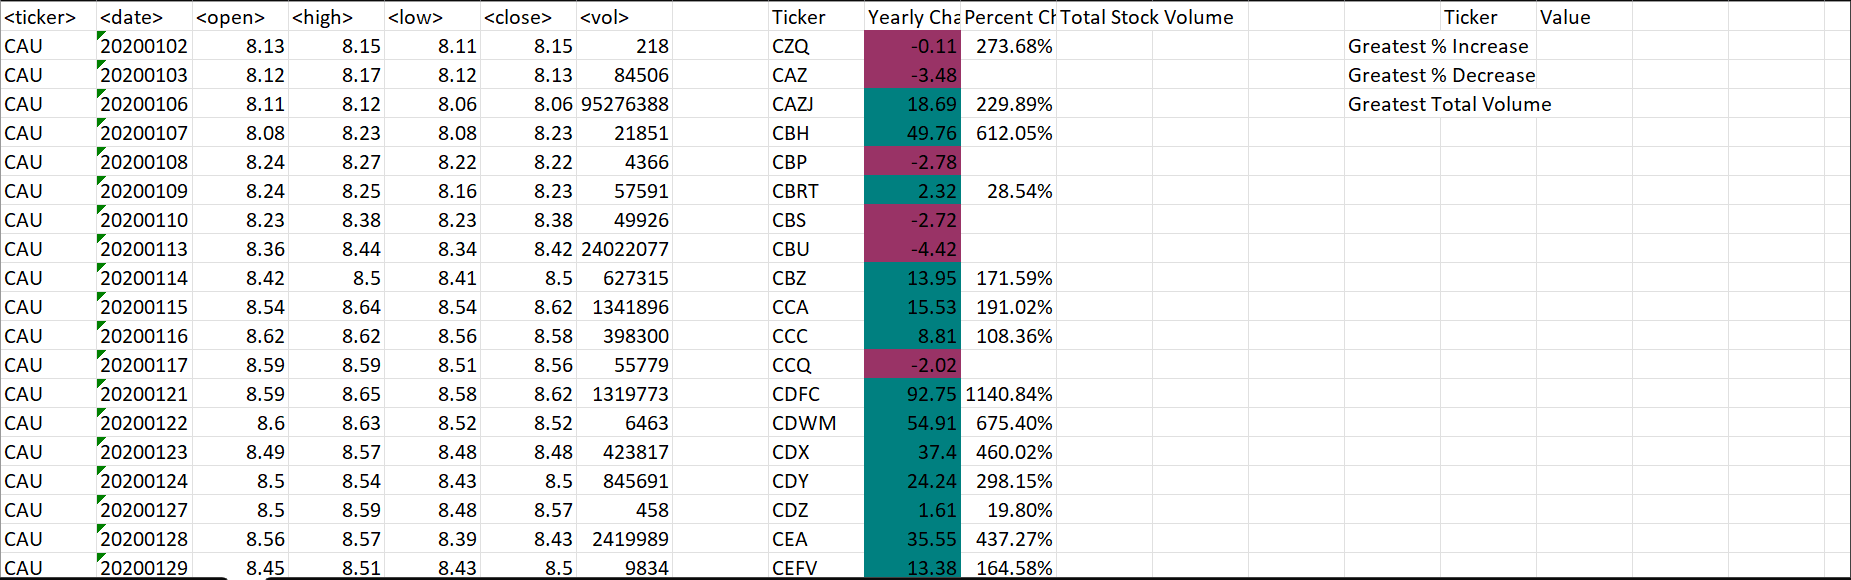 <ticker> <date> <open> <high> <low> <close> <vol> Ticker Yearly Cha Percent Ch Total Stock Volume Ticker Value
CAU 20200102 8.13 8.15 8.11 8.15 218 CZQ -0.11 273.68% Greatest % Increase
CAU 20200103 8.12 8.17 8.12 8.13 84506 CAZ -3.48 Greatest % Decrease
CAU 20200106 8.11 8.12 8.06 8.06 95276388 CAZJ 18.69 229.89% Greatest Total Volume
CAU 20200107 8.08 8.23 8.08 8.23 21851 CBH 49.76 612.05%
CAU 20200108 8.24 8.27 8.22 8.22 4366 CBP -2.78
CAU 20200109 8.24 8.25 8.16 8.23 57591 CBRT 2.32 28.54%
CAU 20200110 8.23 8.38 8.23 8.38 49926 CBS -2.72
CAU 20200113 8.36 8.44 8.34 8.42 24022077 CBU -4.42
CAU 20200114 8.42 8.5 8.41 8.5 627315 CBZ 13.95 171.59%
CAU 20200115 8.54 8.64 8.54 8.62 1341896 CCA 15.53 191.02%
CAU 20200116 8.62 8.62 8.56 8.58 398300 CCC 8.81 108.36%
CAU 20200117 8.59 8.59 8.51 8.56 55779 CCQ -2.02
CAU 20200121 8.59 8.65 8.58 8.62 1319773 CDFC 92.75 1140.84%
CAU 20200122 8.6 8.63 8.52 8.52 6463 CDWM 54.91 675.40%
CAU 20200123 8.49 8.57 8.48 8.48 423817 CDX 37.4 460.02%
CAU 20200124 8.5 8.54 8.43 8.5 845691 CDY 24.24 298.15%
CAU 20200127 8.5 8.59 8.48 8.57 458 CDZ 1.61 19.80%
CAU 20200128 8.56 8.57 8.39 8.43 2419989 CEA 35.55 437.27%
CAU 20200129 8.45 8.51 8.43 8.5 9834 CEFV 13.38 164.58%